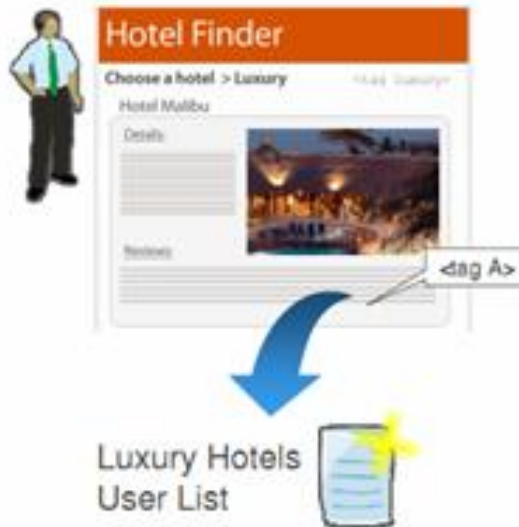 Hotel Finder
Choose a hotel > Luxury
Hotel Malibu
Details
Reviews
<tag A>
Luxury Hotels
User List